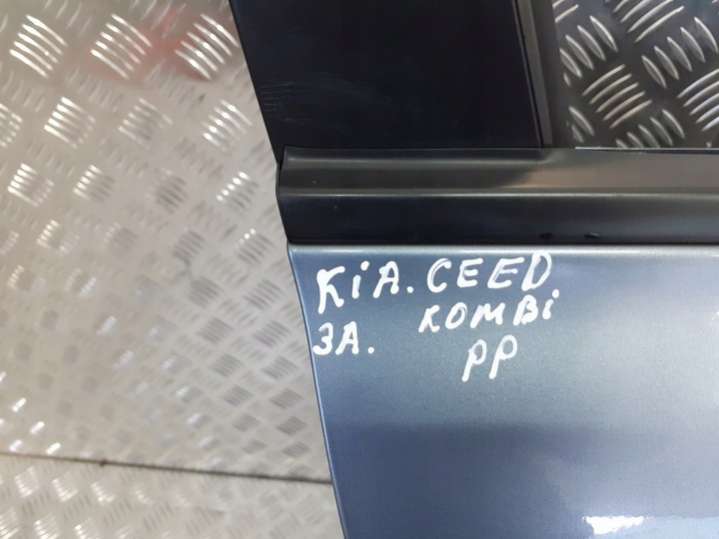 KiA. CEED
3A. KOMBi
PP